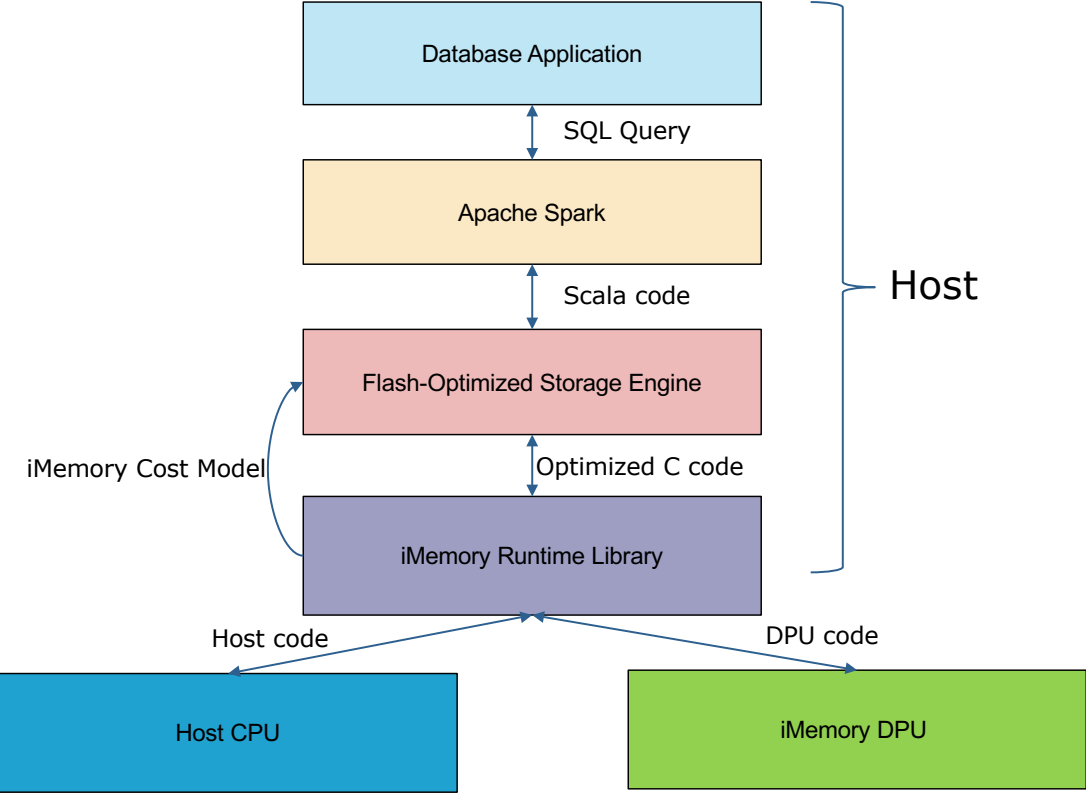 Database Application
SQL Query
Apache Spark
Host
Scala code
Flash-Optimized Storage Engine
iMemory Cost Model
Optimized C code
iMemory Runtime Library
Host code
DPU code
Host CPU
iMemory DPU